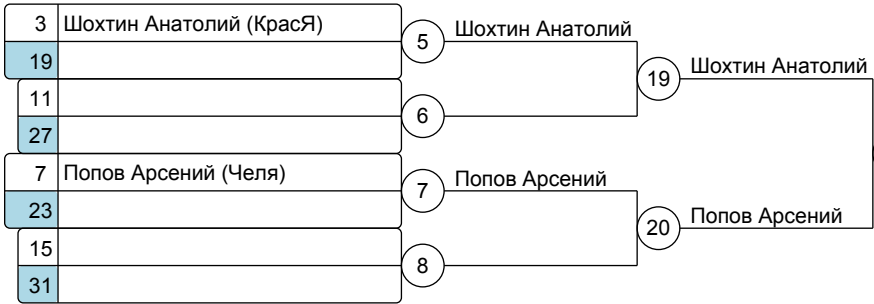 3 Шохтин Анатолий (КрасЯ)
5
Шохтин Анатолий
19
19
Шохтин Анатолий
11
6
27
7 Попов Арсений (Челя)
7
Попов Арсений
23
20
Попов Арсений
15
8
31